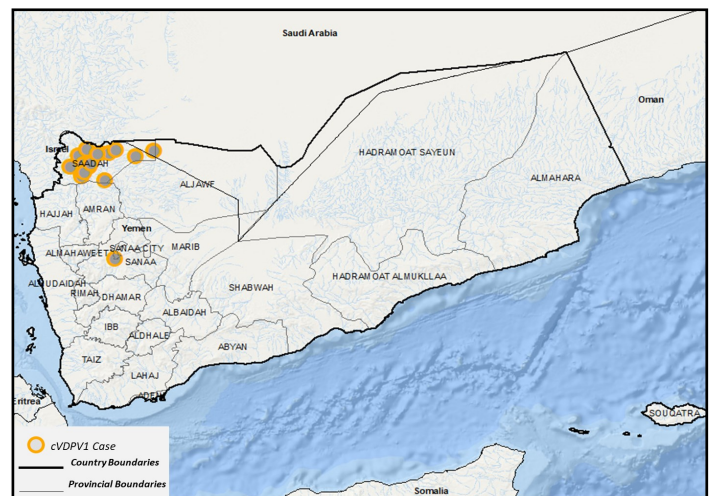 Saudi Arabia
Oman
Israel
HADRAMOAT SAYEUN
SAADAH
ALMAHARA
ALJAWF
AMRAN
HAJJAH
Yemen
SANAA CITY
MARIB
ALMAHAWEET
SANAA
HADRAMOAT ALMUKLLAA
ALHUDAIDAH
SHABWAH
RIMAH
DHAMAR
ALBAIDAH
IBB
ALDHALE
ABYAN
TAIZ
LAHAJ
ADEN
Eritrea
SOUQATRA
cVDPV1 Case
Country Boundaries
Provincial Boundaries
Somalia